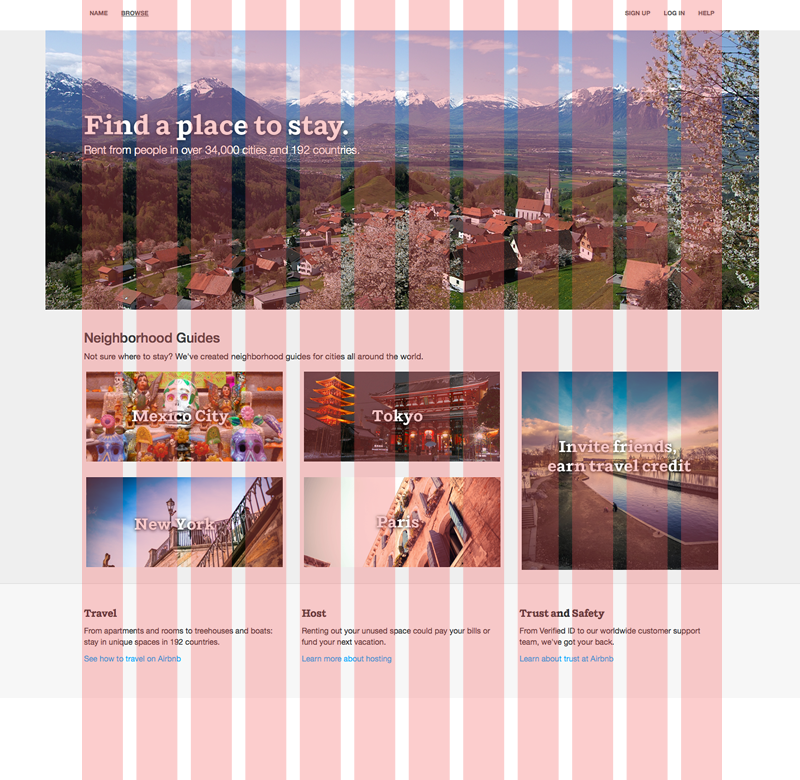 NAME BROWSE SIGN UP LOG IN HELP
Find a place to stay.
Rent from people in over 34,000 cities and 192 countries.
Neighborhood Guides
Not sure where to stay? We've created neighborhood guides for cities all around the world.
Mexico City
Tokyo
Invite friends,
earn travel credit
New York
Paris
Travel
From apartments and rooms to treehouses and boats:
stay in unique spaces in 192 countries.
See how to travel on Airbnb
Host
Renting out your unused space could pay your bills or
fund your next vacation.
Learn more about hosting
Trust and Safety
From Verified ID to our worldwide customer support
team, we've got your back.
Learn about trust at Airbnb